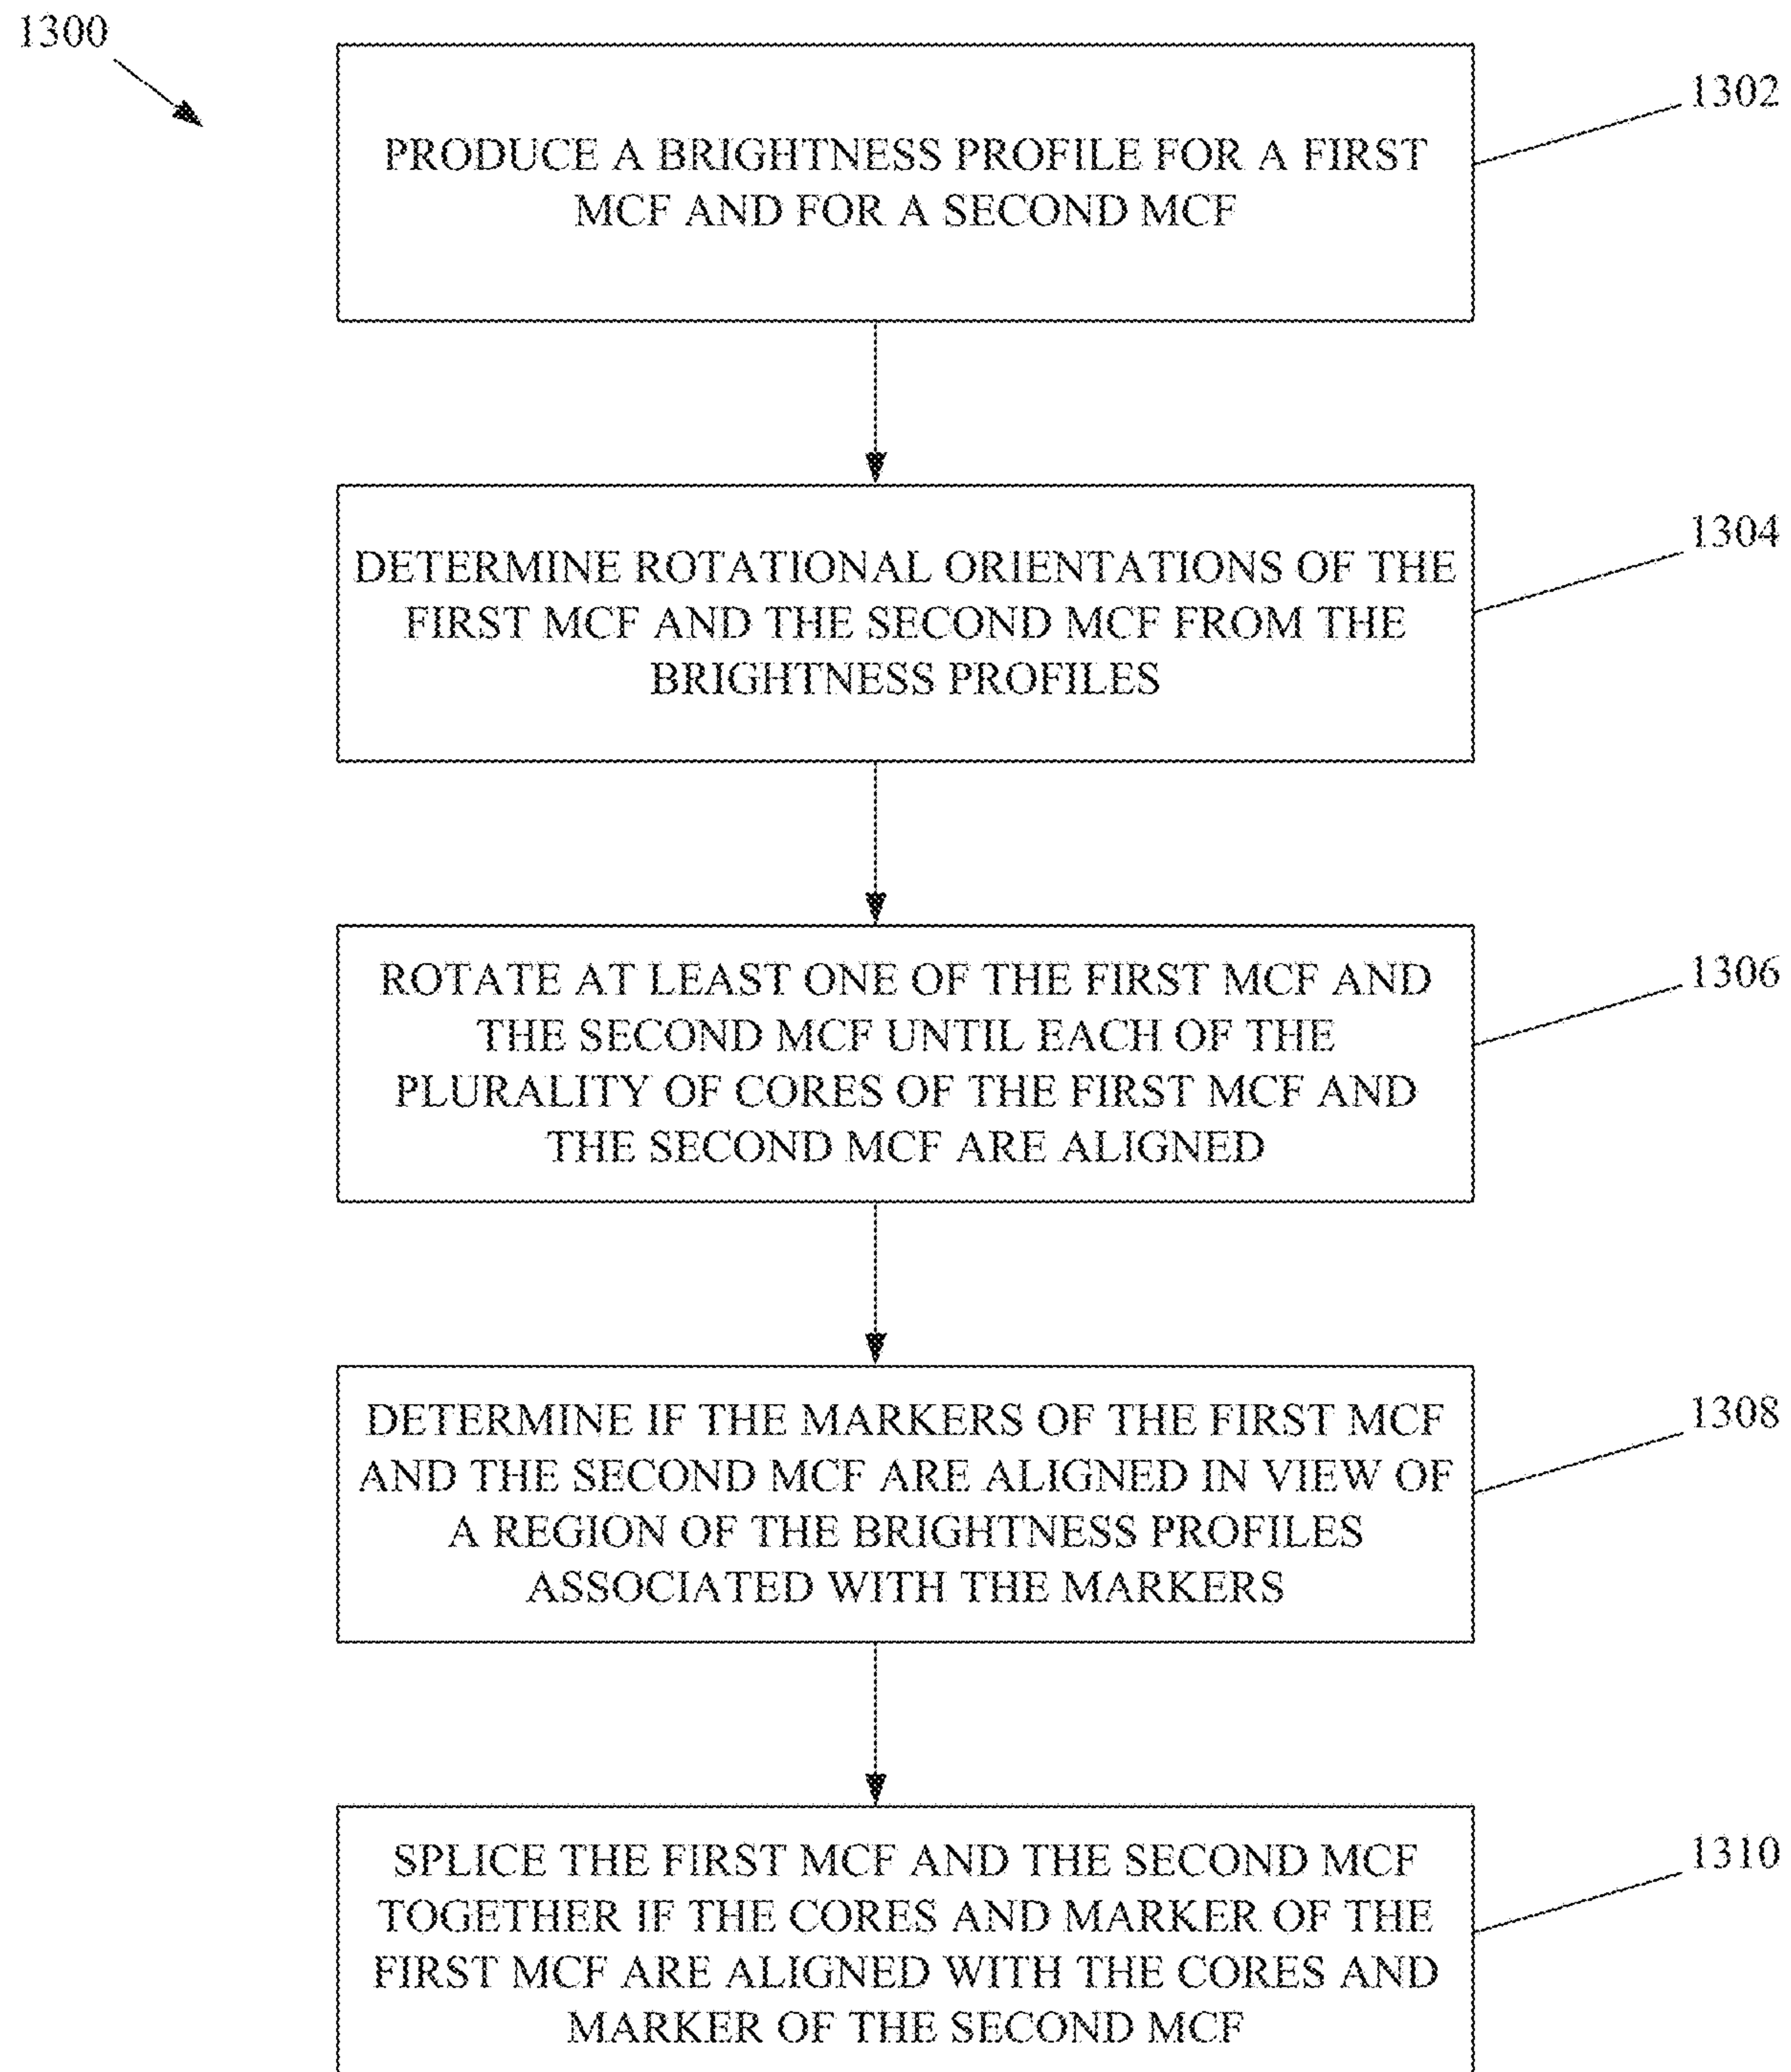 1300
1302
PRODUCE A BRIGHTNESS PROFILE FOR A FIRST
MCF AND FOR A SECOND MCF
1304
DETERMINE ROTATIONAL ORIENTATIONS OF THE
FIRST MCF AND THE SECOND MCF FROM THE
BRIGHTNESS PROFILES
1306
ROTATE AT LEAST ONE OF THE FIRST MCF AND
THE SECOND MCF UNTIL EACH OF THE
PLURALITY OF CORES OF THE FIRST MCF AND
THE SECOND MCF ARE ALIGNED
1308
DETERMINE IF THE MARKERS OF THE FIRST MCF
AND THE SECOND MCF ARE ALIGNED IN VIEW OF
A REGION OF THE BRIGHTNESS PROFILES
ASSOCIATED WITH THE MARKERS
1310
SPLICE THE FIRST MCF AND THE SECOND MCF
TOGETHER IF THE CORES AND MARKER OF THE
FIRST MCF ARE ALIGNED WITH THE CORES AND
MARKER OF THE SECOND MCF